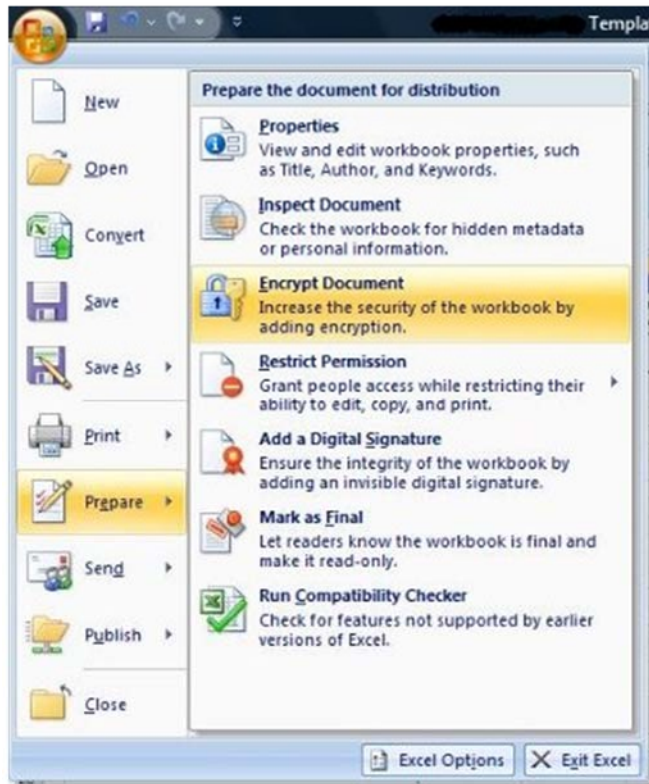 Templa
New
Open
Convert
Save
Save As
Print
Prepare
Send
Publish
Close
Prepare the document for distribution
Properties
View and edit workbook properties, such
as Title, Author, and Keywords.
Inspect Document
Check the workbook for hidden metadata
or personal information.
Encrypt Document
Increase the security of the workbook by
adding encryption.
Restrict Permission
Grant people access while restricting their
ability to edit, copy, and print.
Add a Digital Signature
Ensure the integrity of the workbook by
adding an invisible digital signature.
Mark as Final
Let readers know the workbook is final and
make it read-only.
Run Compatibility Checker
Check for features not supported by earlier
versions of Excel.
Excel Options
Exit Excel